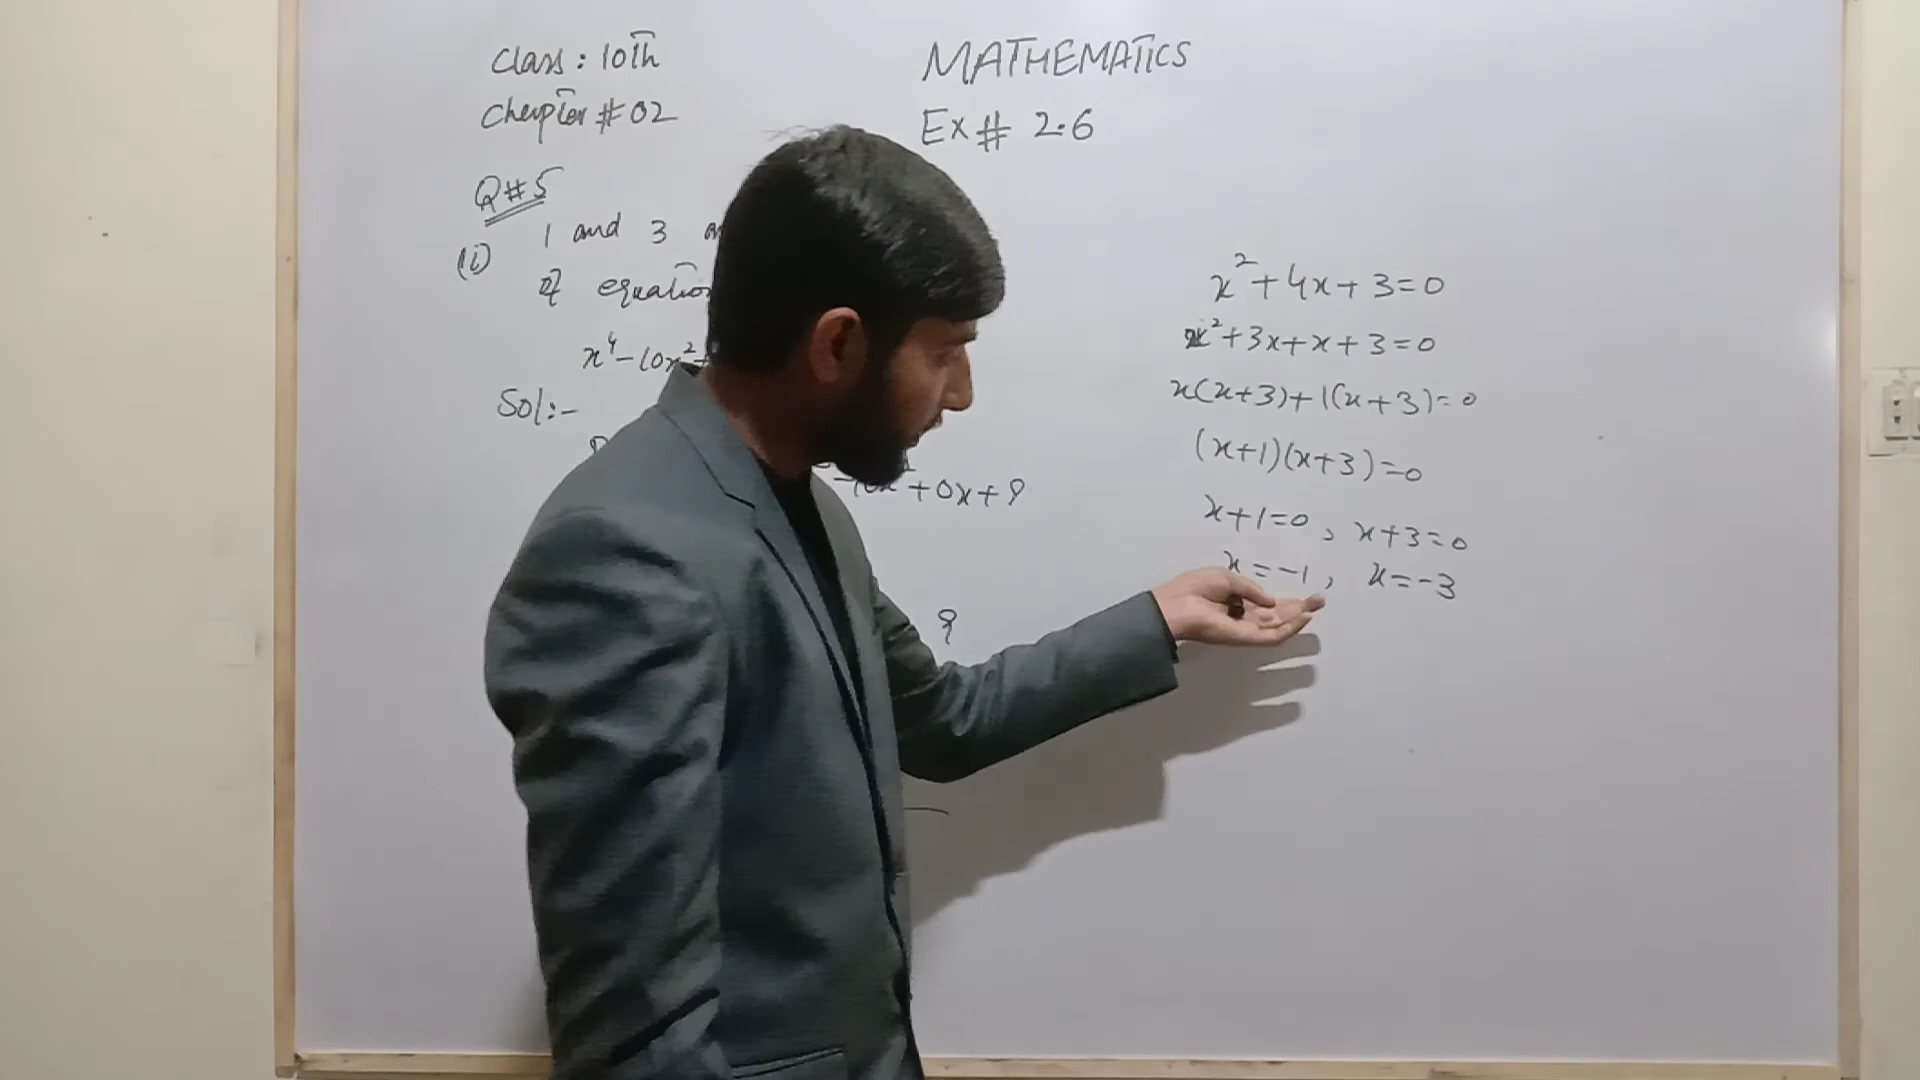 Class: 10th
Chapter # 02
MATHEMATICS
Ex# 2.6
Q#5
(i) 1 and 3
of equation
x⁴-10x²+
Sol:-
+0x+9
9
x²+4x+3=0
x²+3x+x+3=0
x(x+3)+1(x+3)=0
(x+1)(x+3)=0
x+1=0, x+3=0
x=-1, x=-3